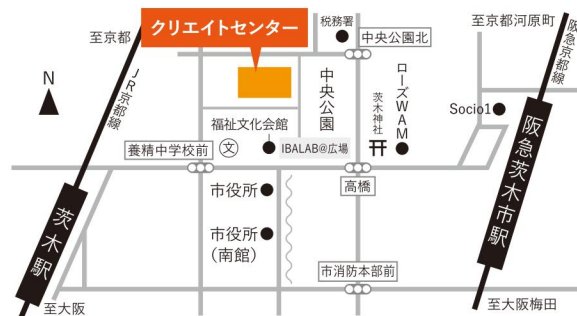 クリエイトセンター
至京都
JR京都線
N
税務署
中央公園北
至京都河原町
阪急京都線
中央公園
茨木神社
ローズWAM
Socio1
福祉文化会館
IBALAB@広場
養精中学校前
文
高橋
阪急茨木市駅
茨木駅
市役所
市役所
(南館)
市消防本部前
至大阪
至大阪梅田